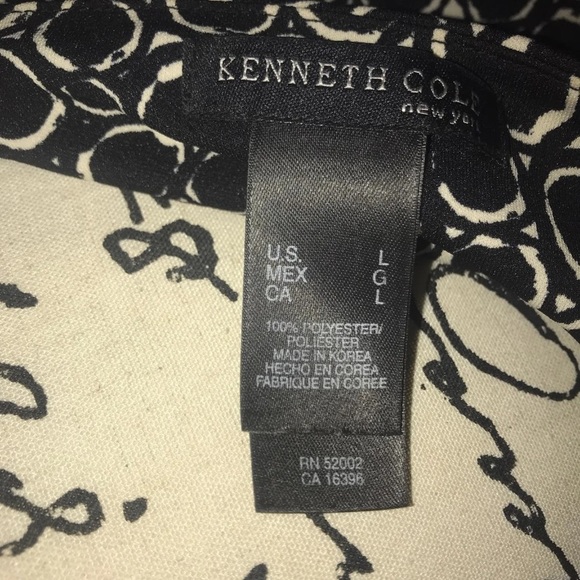 KENNETH COLE
new york
U.S. L
MEX G
CA L
100% POLYESTER/
POLIÉSTER
MADE IN KOREA
HECHO EN COREA
FABRIQUE EN COREE
RN 52002
CA 16396